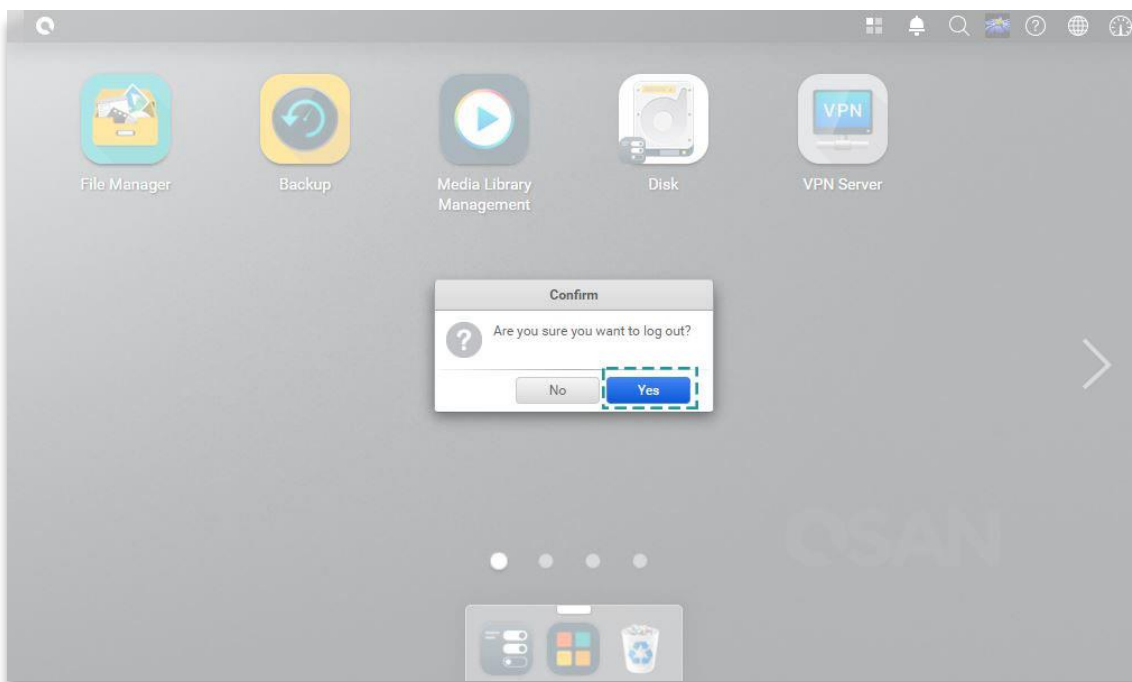 File Manager
Backup
Media Library
Management
Disk
VPN
VPN Server
Confirm
?
Are you sure you want to log out?
No
Yes
QSAN